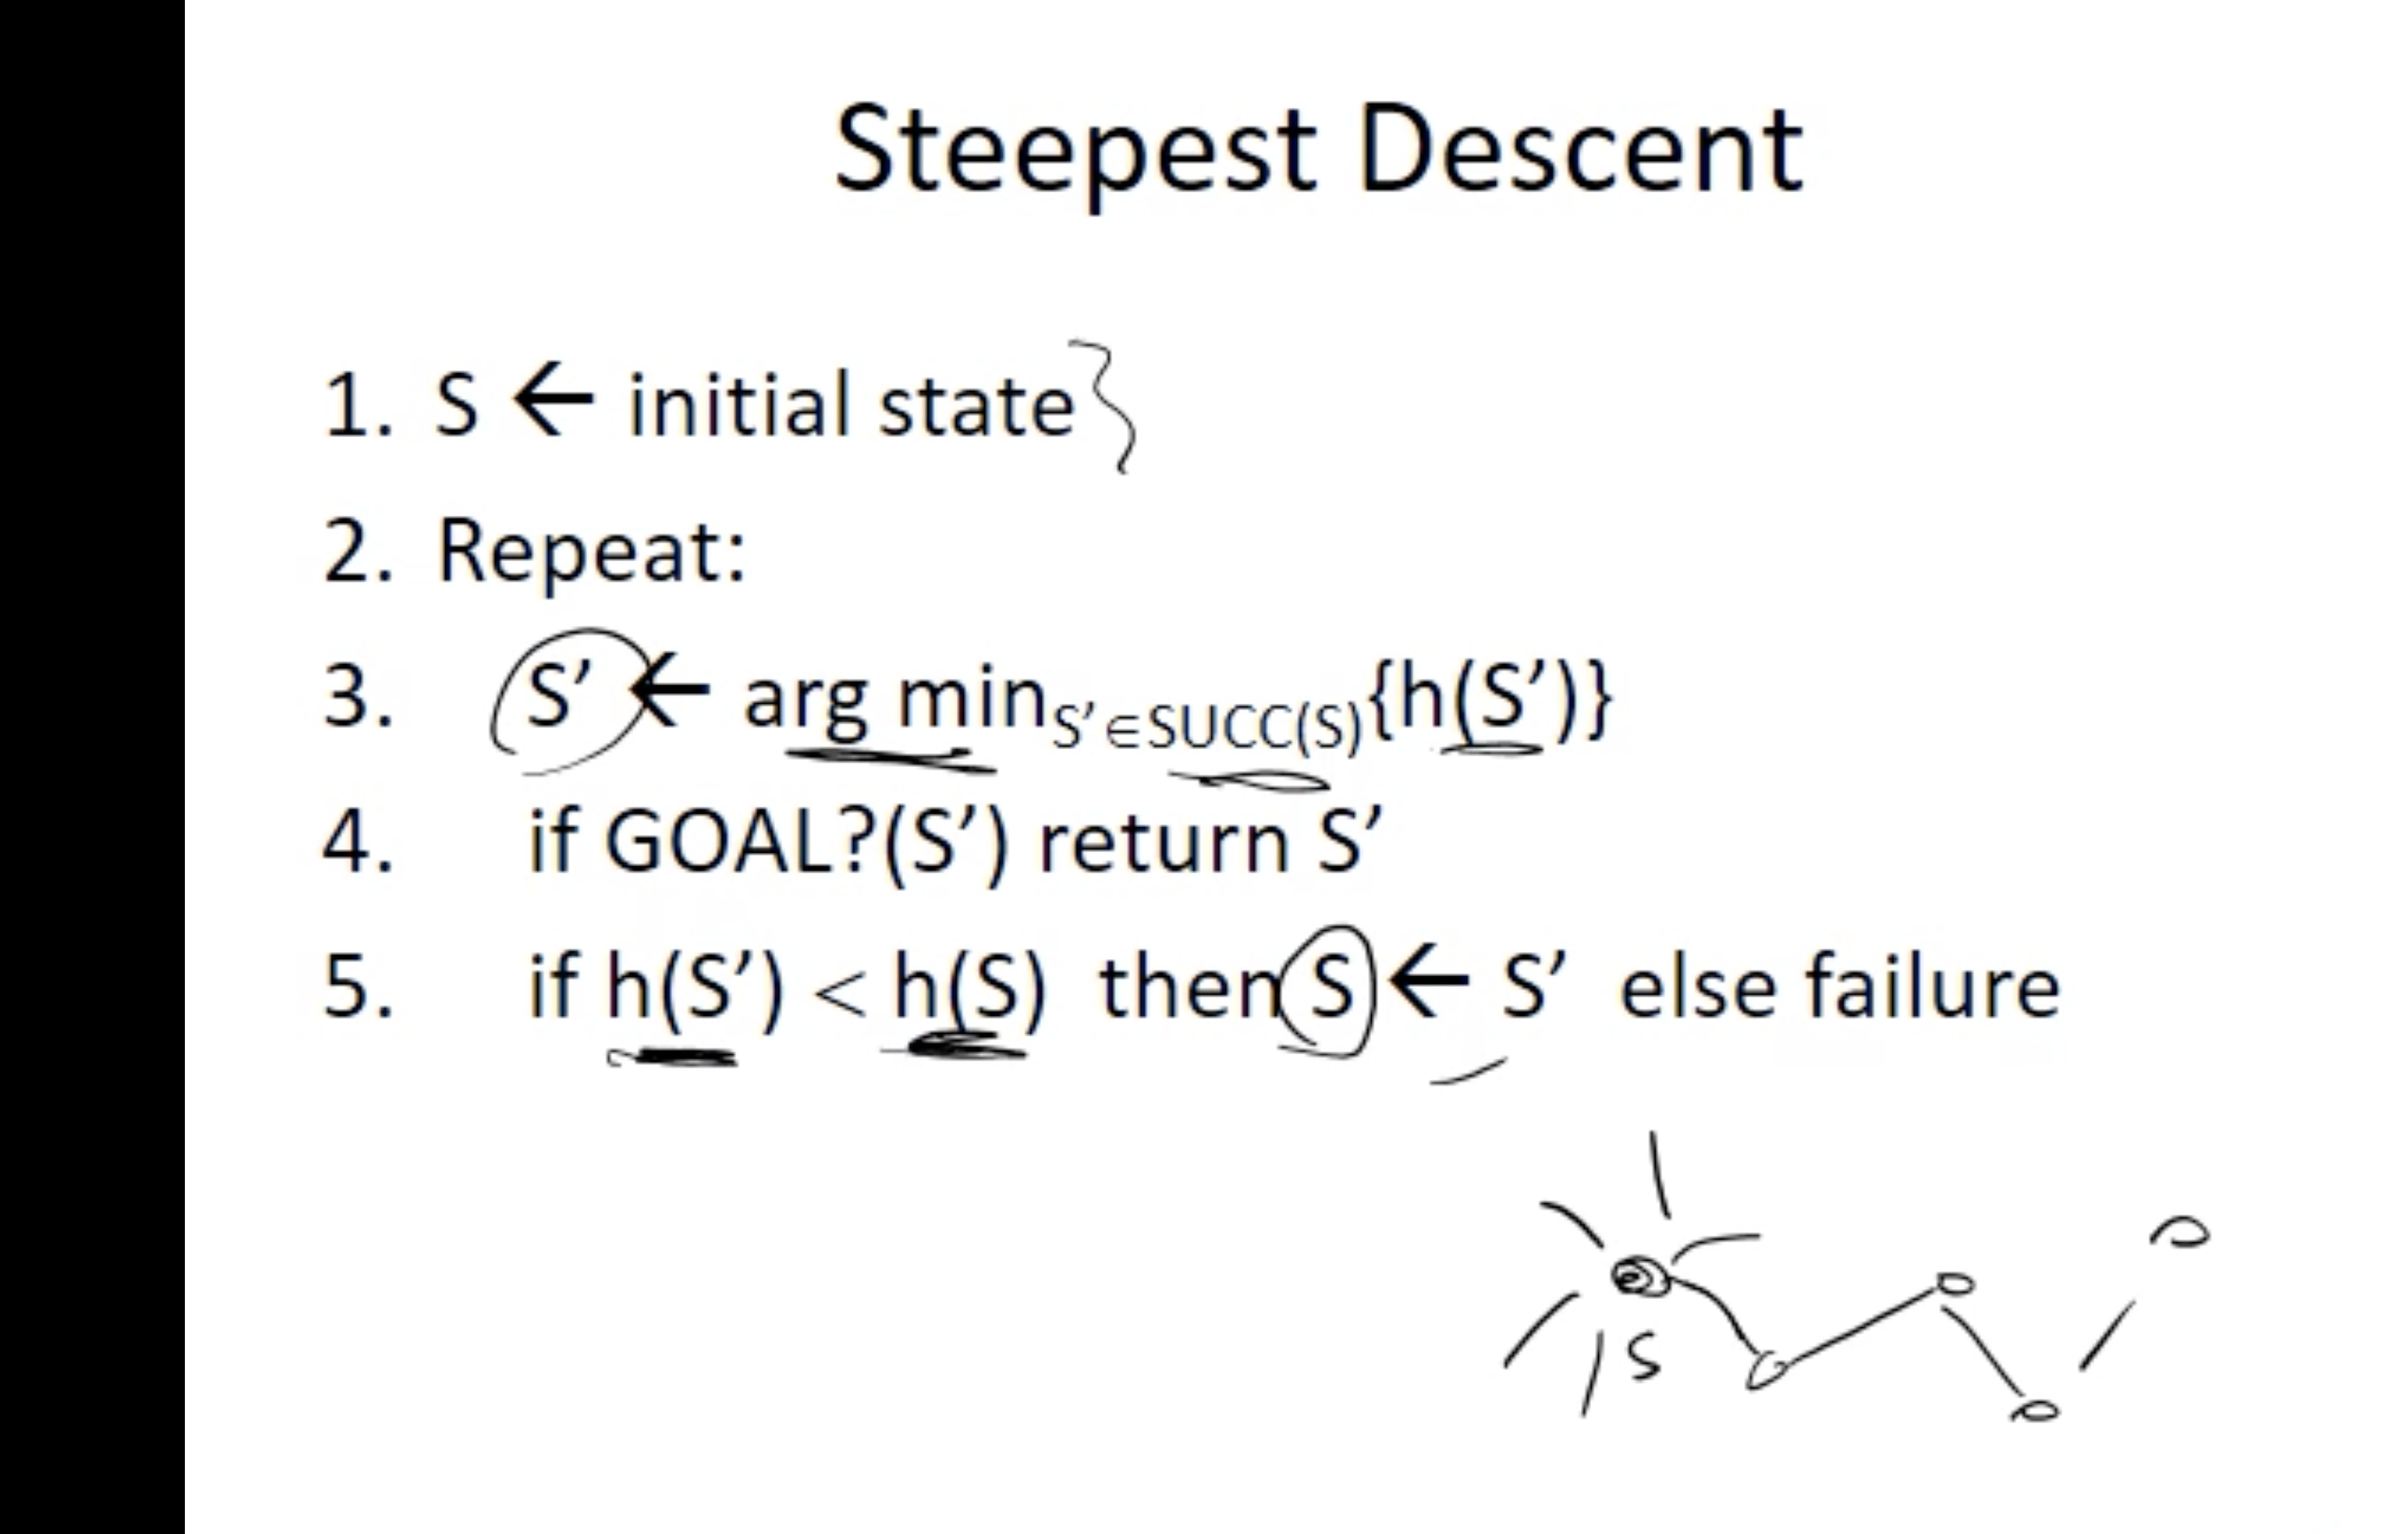 Steepest Descent
1. S ← initial state
2. Repeat:
3. S’ ← arg min S’∈SUCC(S){h(S’)}
4. if GOAL?(S’) return S’
5. if h(S’) < h(S) then S ← S’ else failure
S